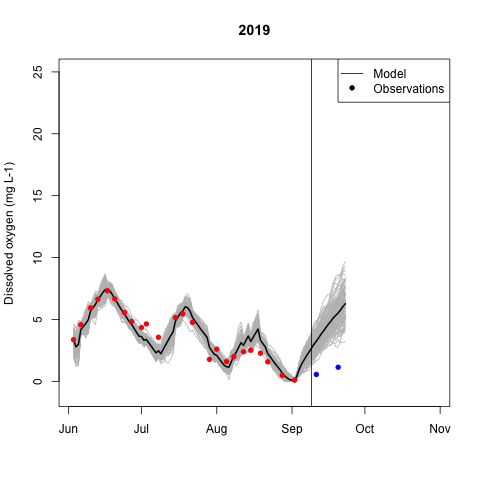 2019
Model
Observations
Dissolved oxygen (mg L-1)
25
20
15
10
5
0
Jun Jul Aug Sep Oct Nov